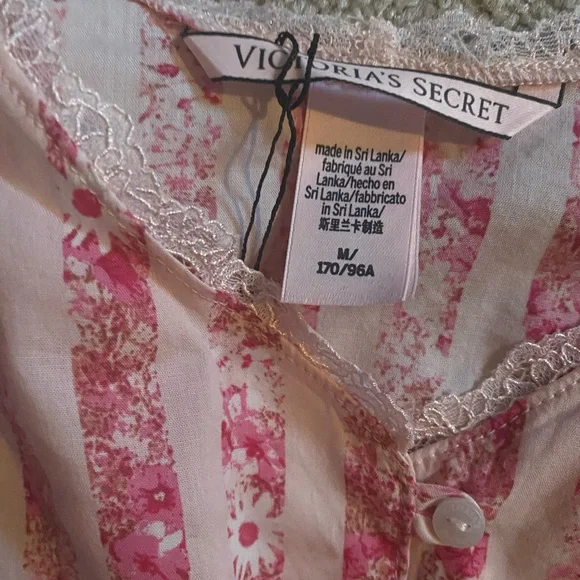 VICTORIA'S SECRET
made in Sri Lanka/
fabriqué au Sri
Lanka/hecho en
Sri Lanka/fabbricato
in Sri Lanka/
斯里兰卡制造
M/
170/96A